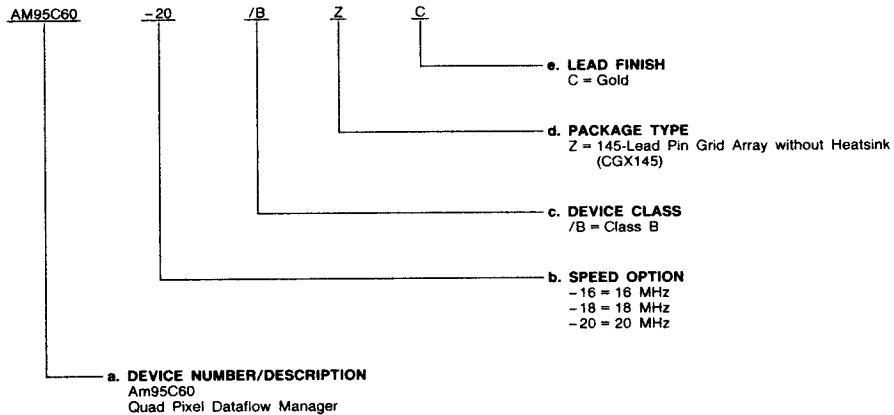 AM95C60 -20 /B Z C
e. LEAD FINISH
C = Gold
d. PACKAGE TYPE
Z = 145-Lead Pin Grid Array without Heatsink
(CGX145)
c. DEVICE CLASS
/B = Class B
b. SPEED OPTION
-16 = 16 MHz
-18 = 18 MHz
-20 = 20 MHz
a. DEVICE NUMBER/DESCRIPTION
Am95C60
Quad Pixel Dataflow Manager